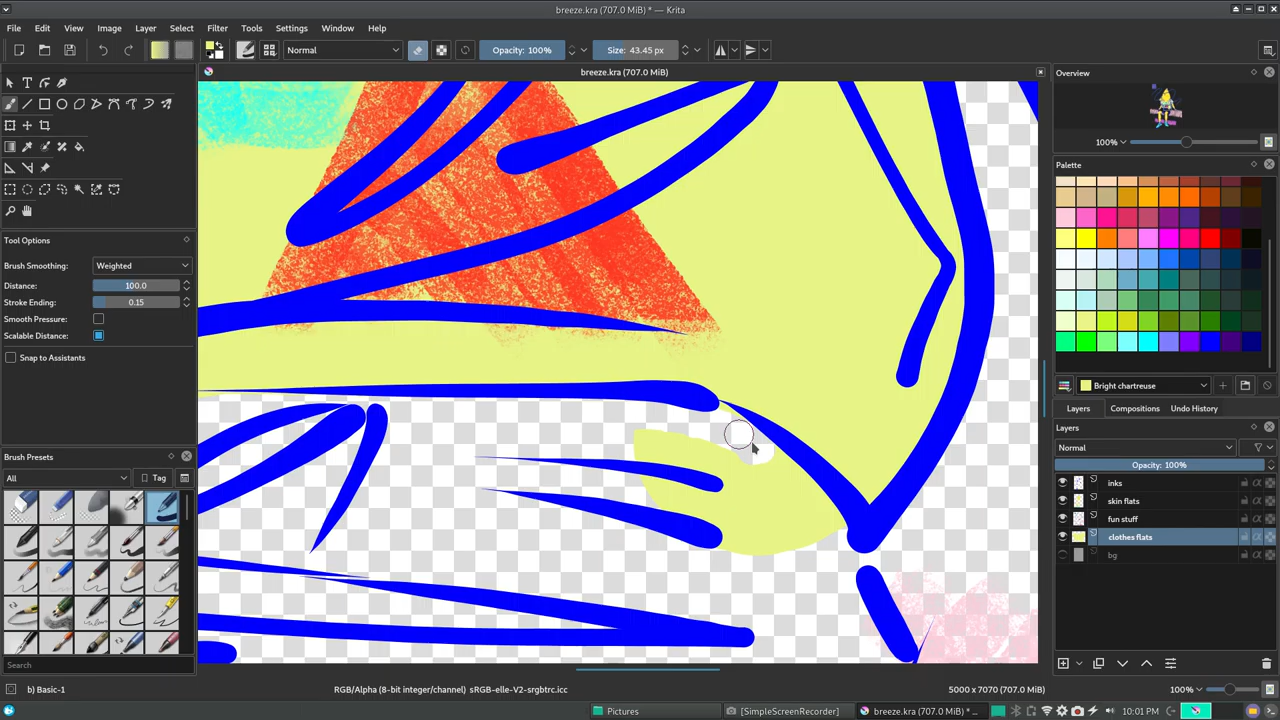 breeze.kra (707.0 MiB) * — Krita
File Edit View Image Layer Select Filter Tools Settings Window Help
Normal Opacity: 100% Size: 43.45 px
breeze.kra (707.0 MiB)
Overview
100%
Tool Options
Brush Smoothing: Weighted
Distance: 100.0
Stroke Ending: 0.15
Smooth Pressure:
Scalable Distance:
Snap to Assistants
Palette
Bright chartreuse
Layers Compositions Undo History
Layers
Normal
Opacity: 100%
inks
skin flats
fun stuff
clothes flats
bg
Brush Presets
All Tag
Search
b) Basic-1 RGB/Alpha (8-bit integer/channel) sRGB-elle-V2-srgbtrc.icc 5000 x 7070 (707.0 MiB) 100%
Pictures [SimpleScreenRecorder] breeze.kra (707.0 MiB) * ... 10:01 PM